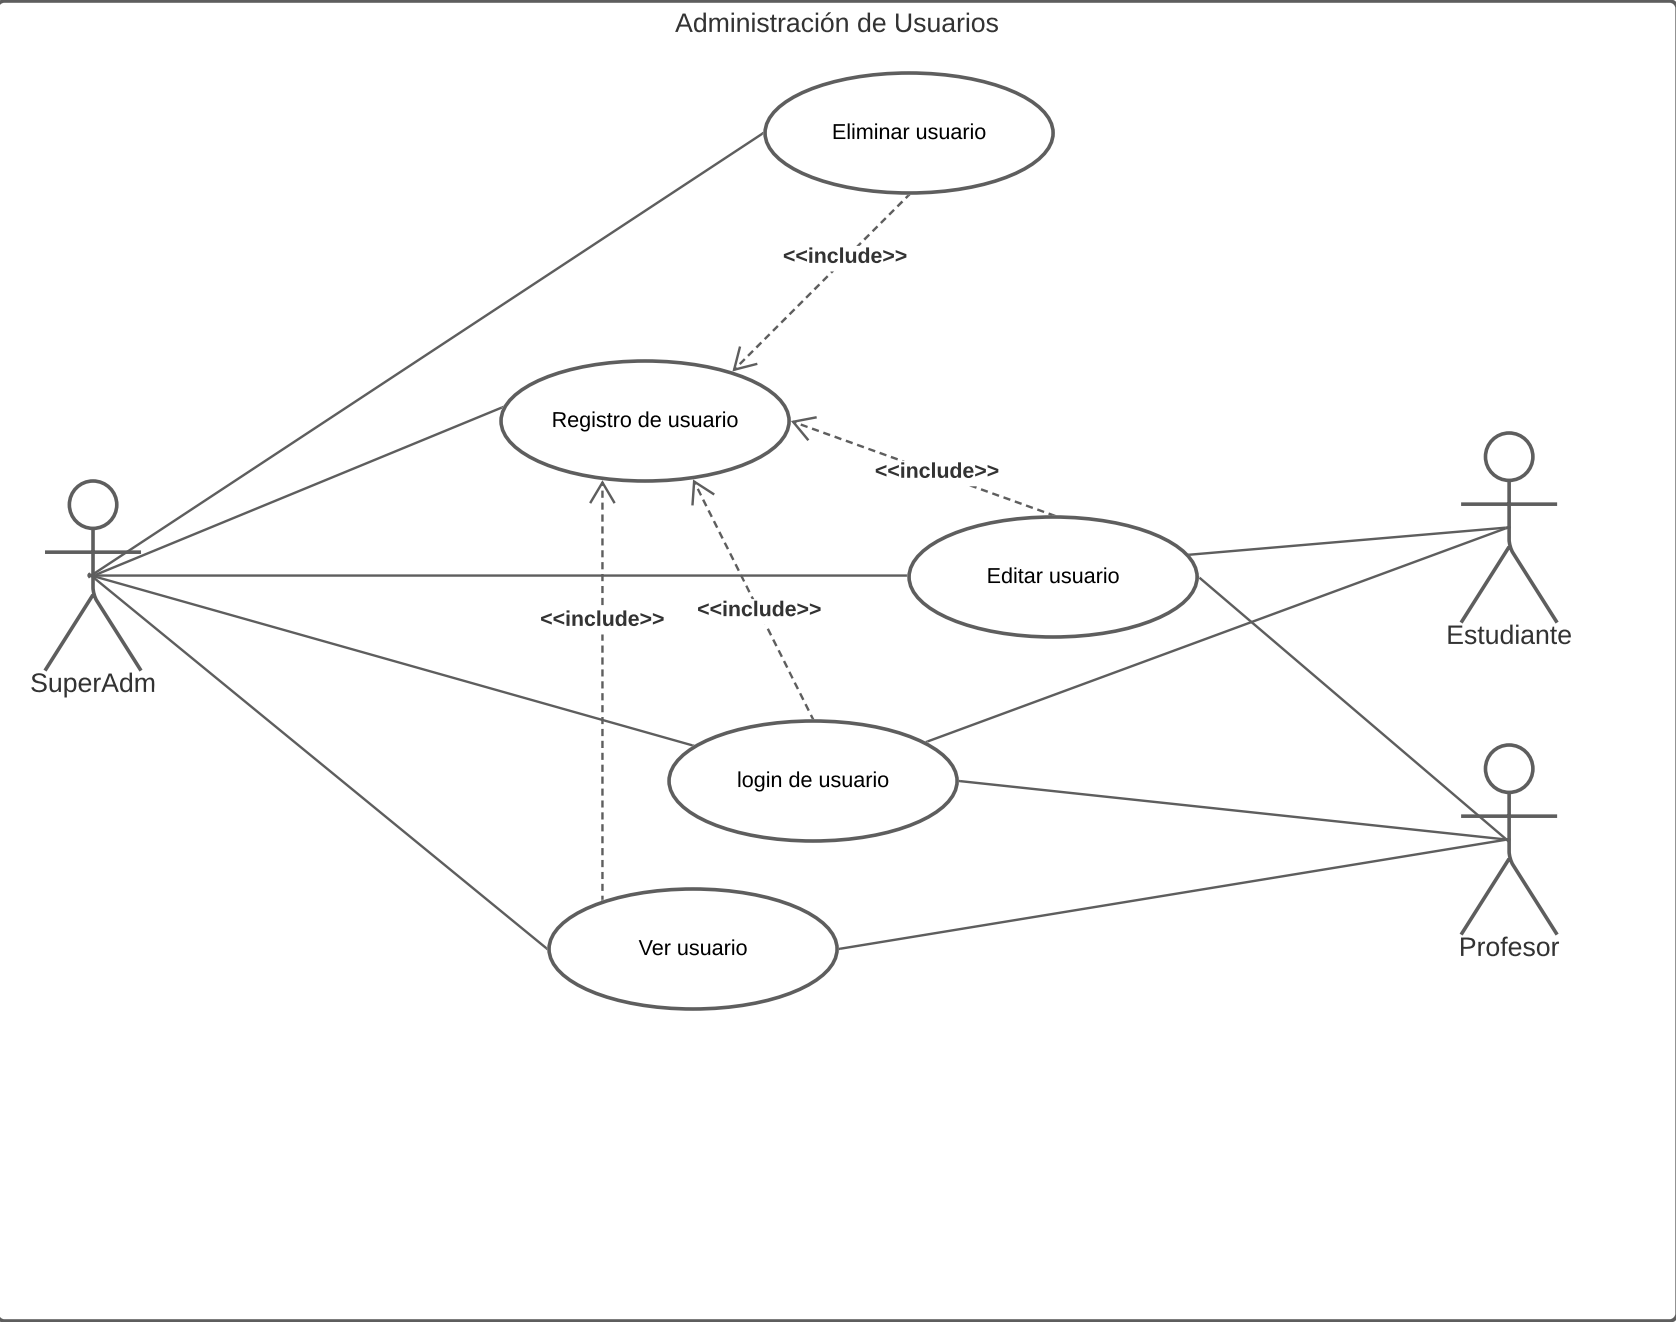 Administración de Usuarios
Eliminar usuario
<<include>>
Registro de usuario
<<include>>
Editar usuario
<<include>>
<<include>>
Estudiante
SuperAdm
login de usuario
Ver usuario
Profesor